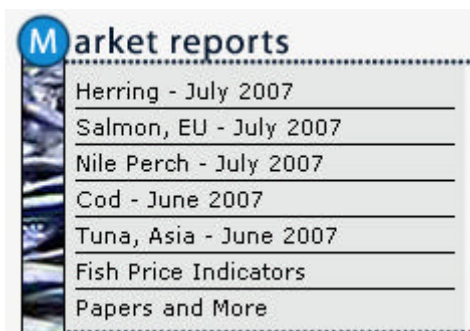 Market reports
Herring - July 2007
Salmon, EU - July 2007
Nile Perch - July 2007
Cod - June 2007
Tuna, Asia - June 2007
Fish Price Indicators
Papers and More